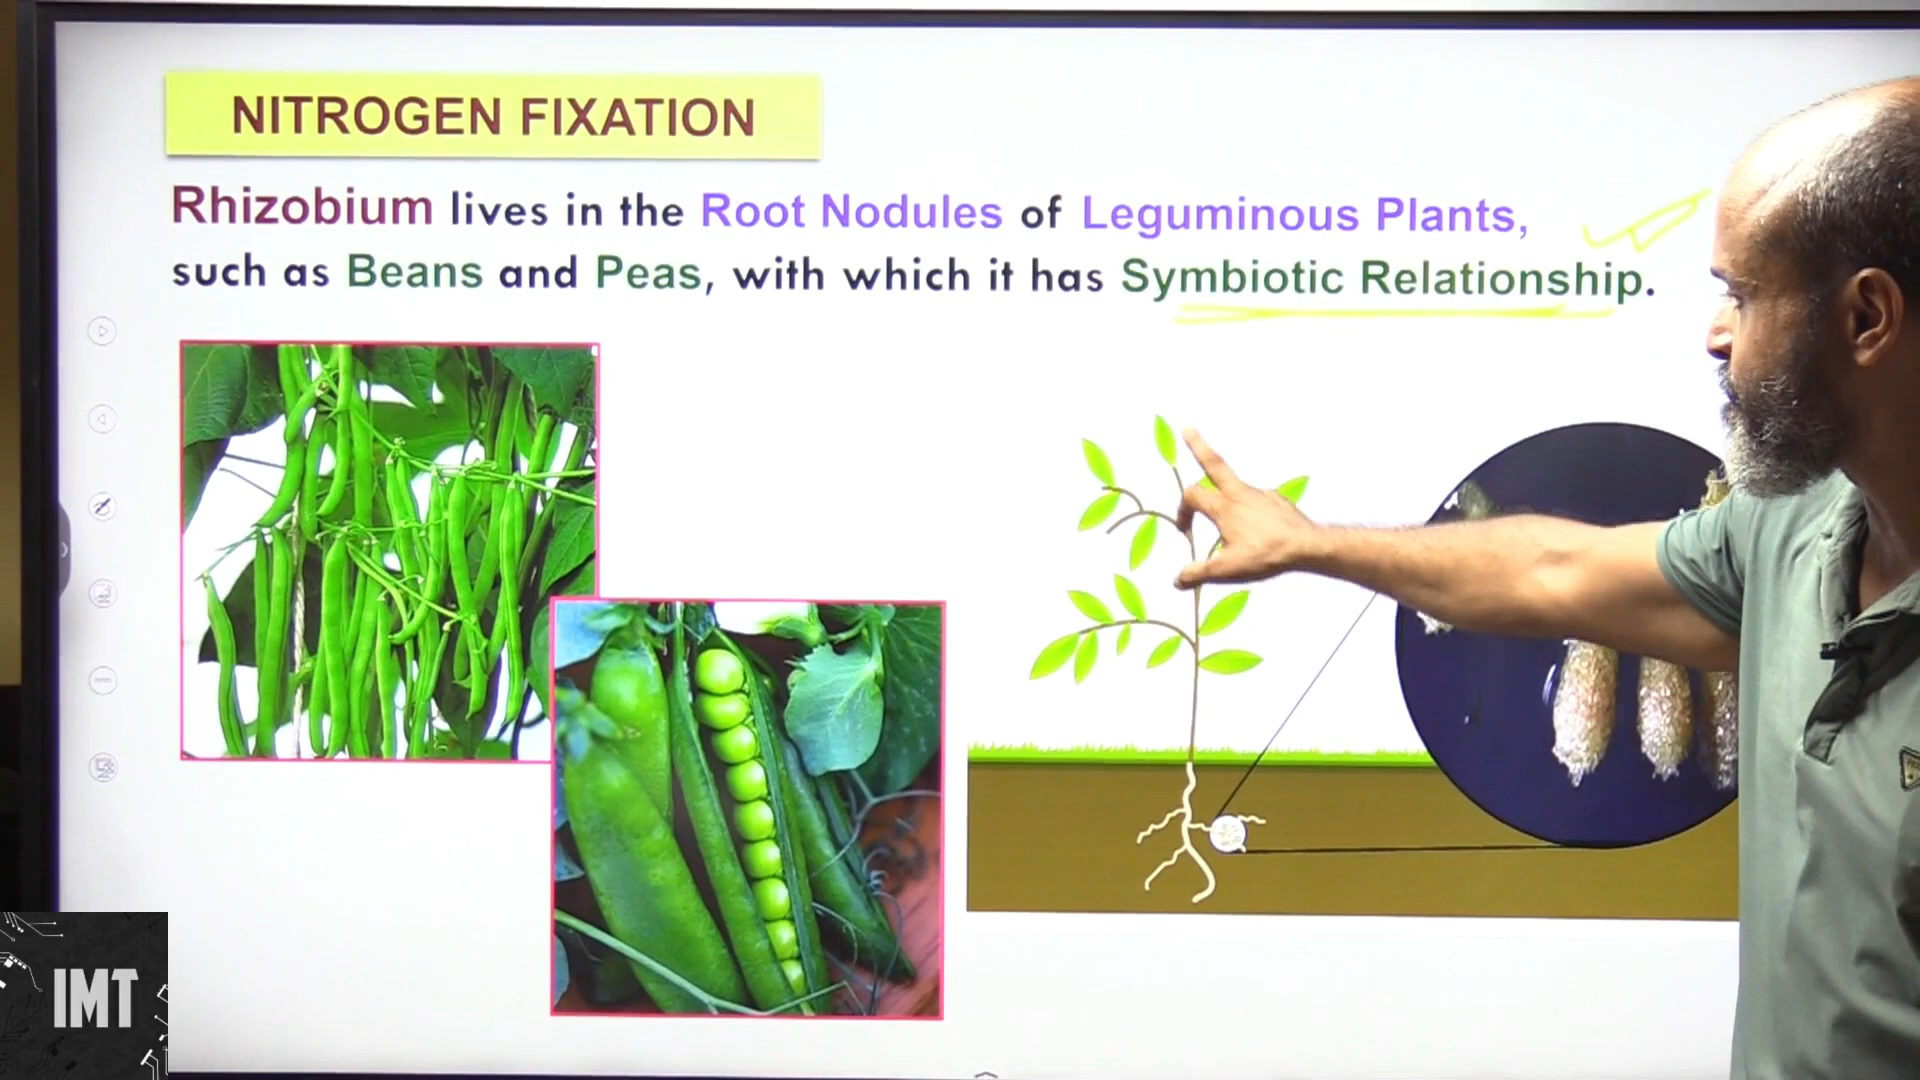 NITROGEN FIXATION
Rhizobium lives in the Root Nodules of Leguminous Plants,
such as Beans and Peas, with which it has Symbiotic Relationship.
IMT